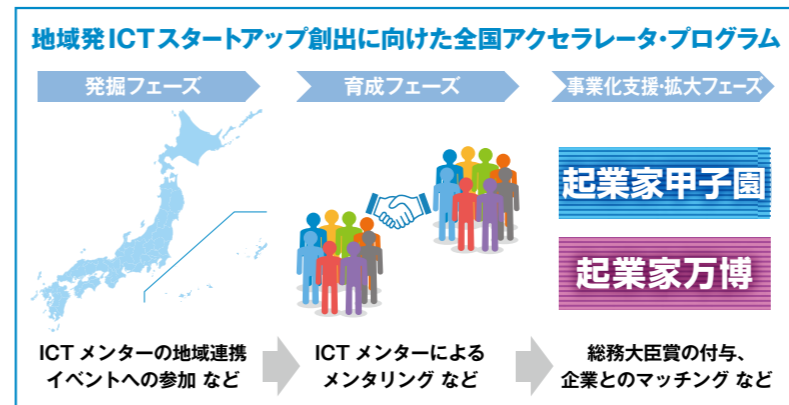 地域発ICTスタートアップ創出に向けた全国アクセラレータ・プログラム
発掘フェーズ
育成フェーズ
事業化支援・拡大フェーズ
起業家甲子園
起業家万博
ICT メンターの地域連携
イベントへの参加 など
ICT メンターによる
メンタリング など
総務大臣賞の付与、
企業とのマッチング など